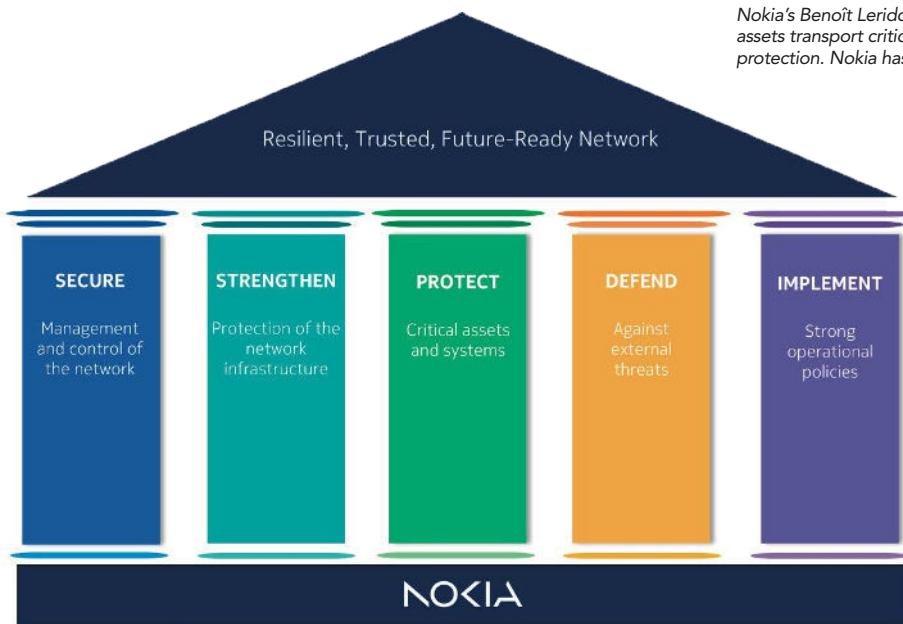 Nokia's Benoît Lerido
assets transport critic
protection. Nokia has
Resilient, Trusted, Future-Ready Network
SECURE
Management
and control of
the network
STRENGTHEN
Protection of the
network
infrastructure
PROTECT
Critical assets
and systems
DEFEND
Against
external
threats
IMPLEMENT
Strong
operational
policies
NOKIA